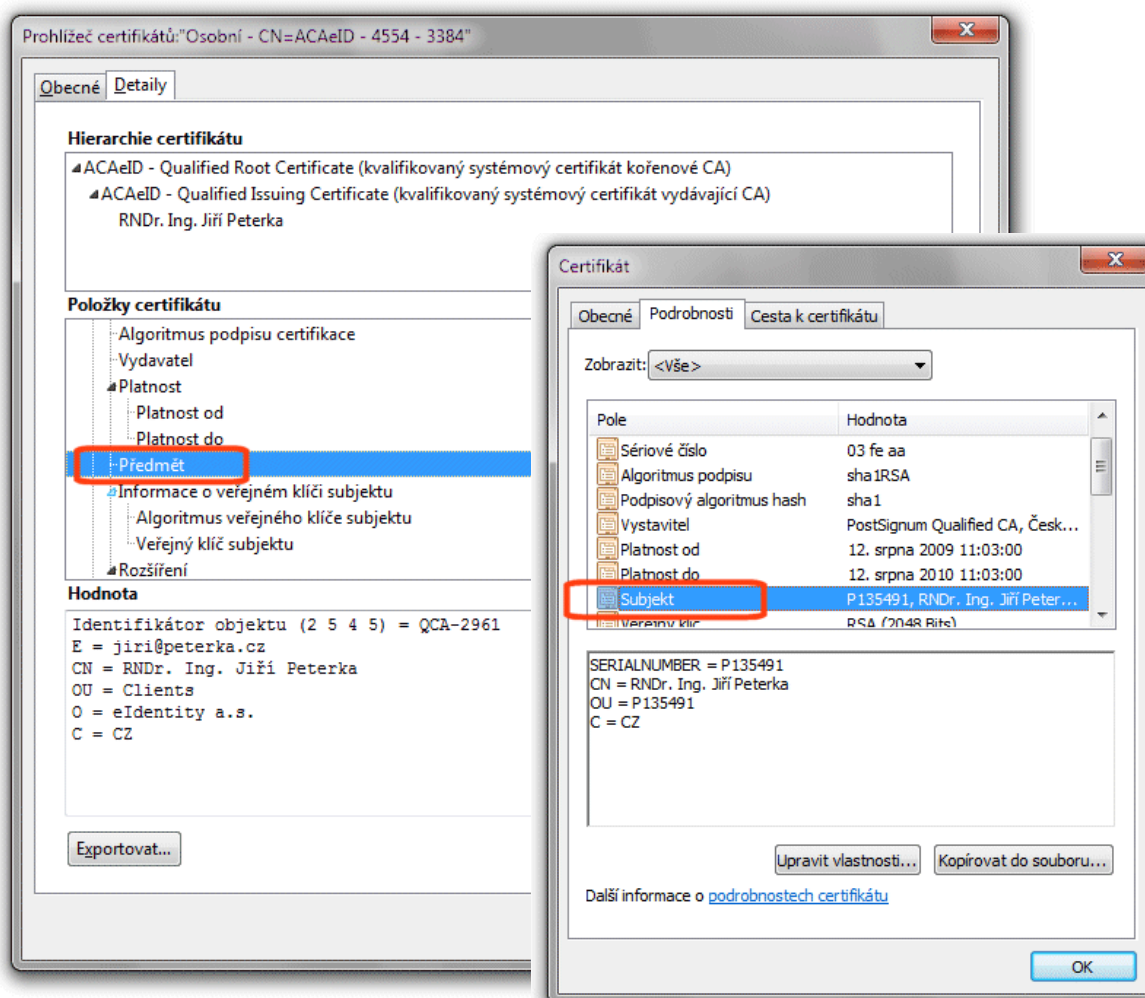 Prohlížeč certifikátů:"Osobní - CN=ACAeID - 4554 - 3384"
Obecné
Detaily
Hierarchie certifikátu
ACAeID - Qualified Root Certificate (kvalifikovaný systémový certifikát kořenové CA)
ACAeID - Qualified Issuing Certificate (kvalifikovaný systémový certifikát vydávající CA)
RNDr. Ing. Jiří Peterka
Položky certifikátu
Algoritmus podpisu certifikace
Vydavatel
Platnost
Platnost od
Platnost do
Předmět
Informace o veřejném klíči subjektu
Algoritmus veřejného klíče subjektu
Veřejný klíč subjektu
Rozšíření
Hodnota
Identifikátor objektu (2 5 4 5) = QCA-2961
E = jiri@peterka.cz
CN = RNDr. Ing. Jiří Peterka
OU = Clients
O = eIdentity a.s.
C = CZ
Exportovat...
Certifikát
Obecné
Podrobnosti
Cesta k certifikátu
Zobrazit: <Vše>
Pole Hodnota
Sériové číslo 03 fe aa
Algoritmus podpisu sha1RSA
Podpisový algoritmus hash sha1
Vystavitel PostSignum Qualified CA, Česk...
Platnost od 12. srpna 2009 11:03:00
Platnost do 12. srpna 2010 11:03:00
Subjekt P135491, RNDr. Ing. Jiří Peter...
Veřejný klíč RSA (2048 Bits)
SERIALNUMBER = P135491
CN = RNDr. Ing. Jiří Peterka
OU = P135491
C = CZ
Upravit vlastnosti...
Kopírovat do souboru...
Další informace o podrobnostech certifikátu
OK